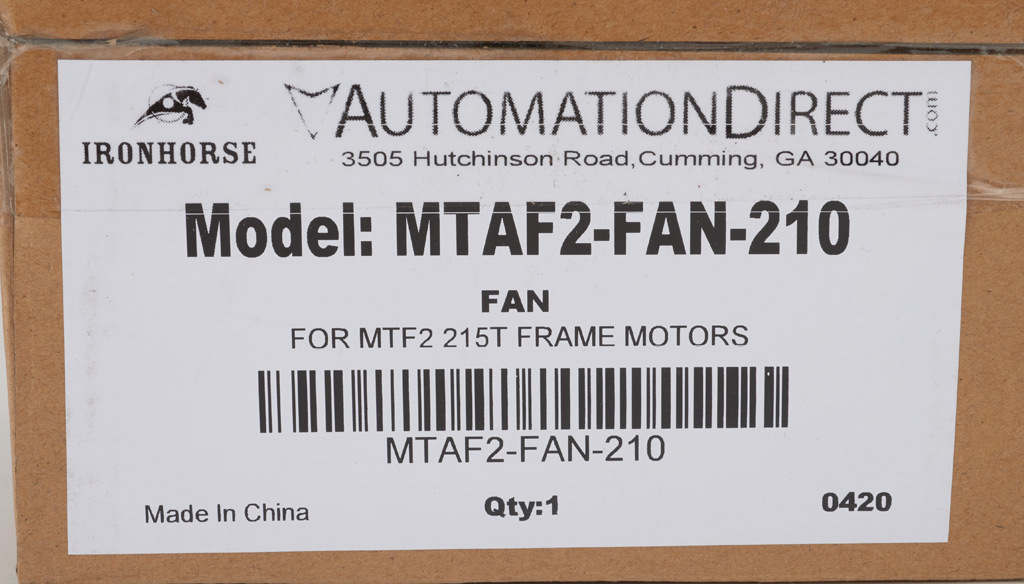 IRONHORSE
AUTOMATIONDIRECT.com
3505 Hutchinson Road,Cumming, GA 30040
Model: MTAF2-FAN-210
FAN
FOR MTF2 215T FRAME MOTORS
MTAF2-FAN-210
Made In China
Qty:1
0420